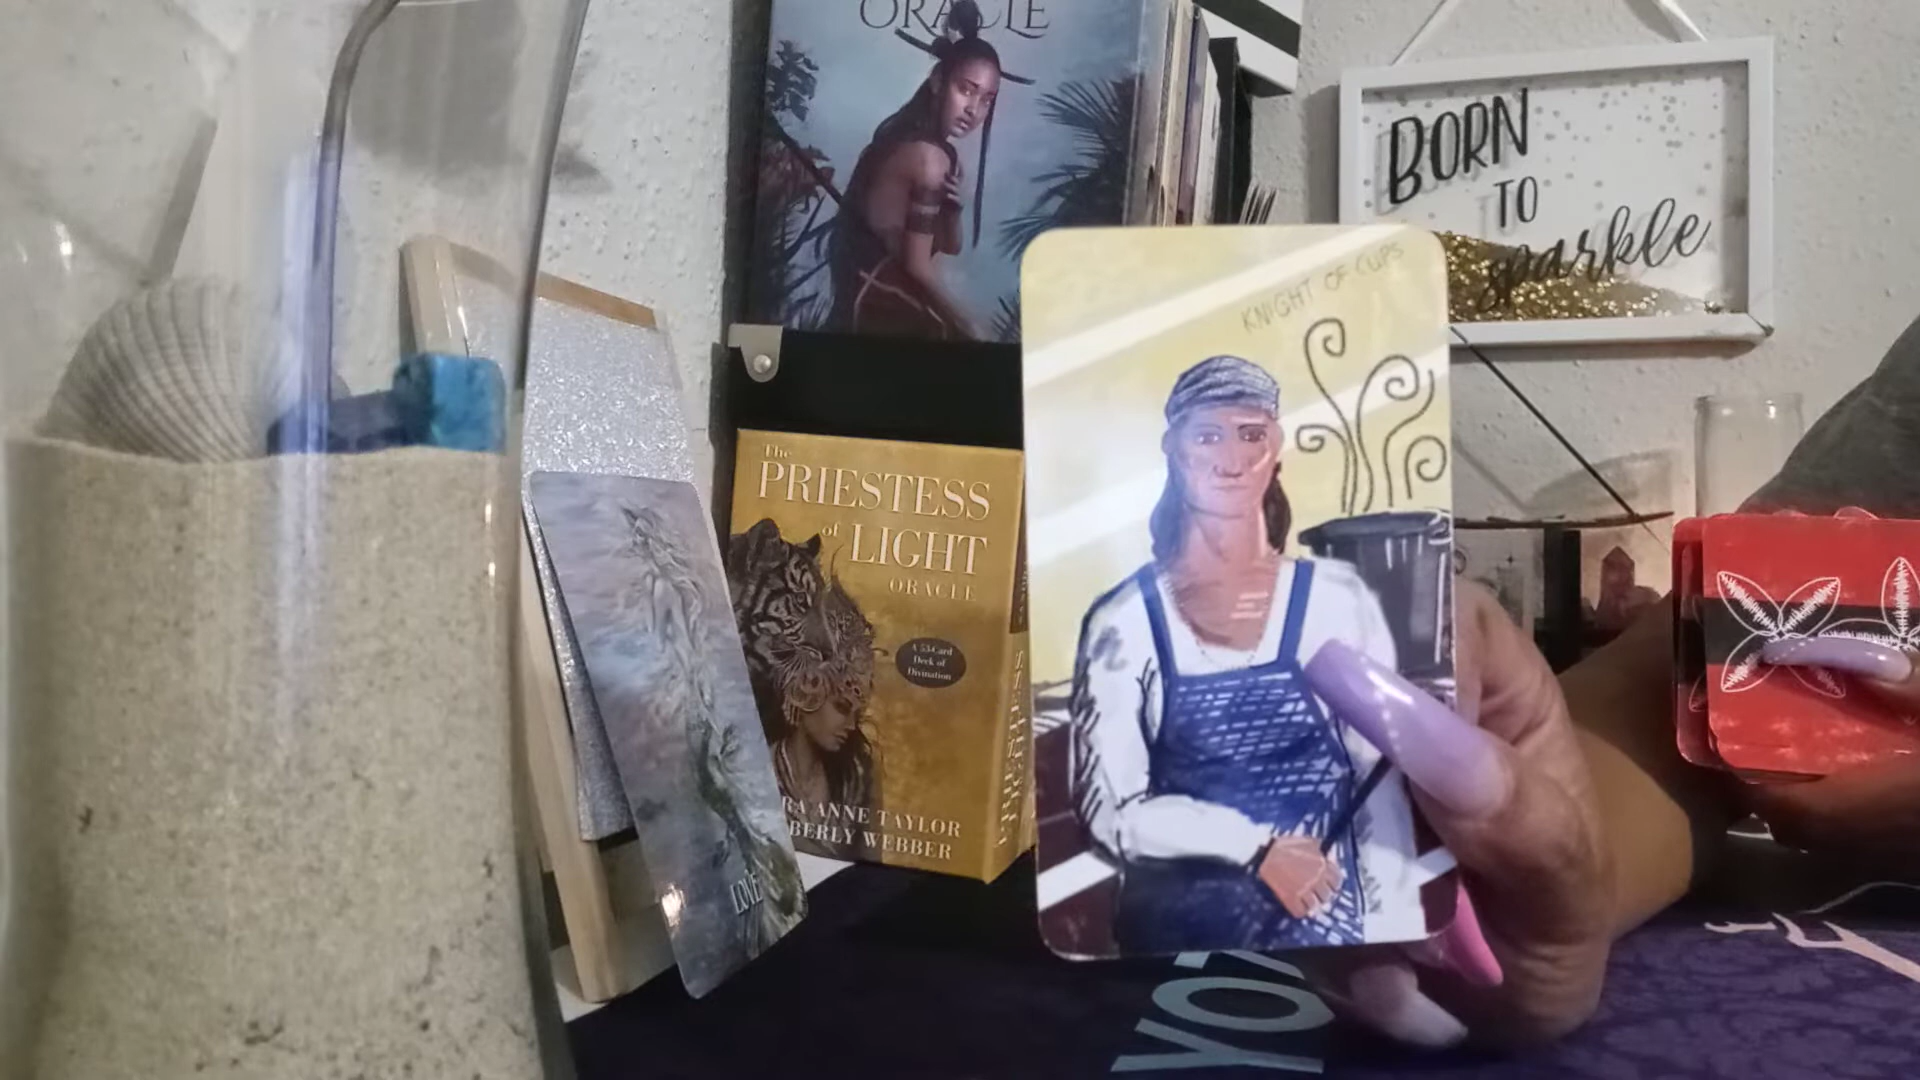 ORACLE
BORN
TO
sparkle
KNIGHT OF CUPS
The
PRIESTESS
of LIGHT
ORACLE
A 53-Card
Deck of
Divination
RA ANNE TAYLOR
BERLY WEBBER
LOVE